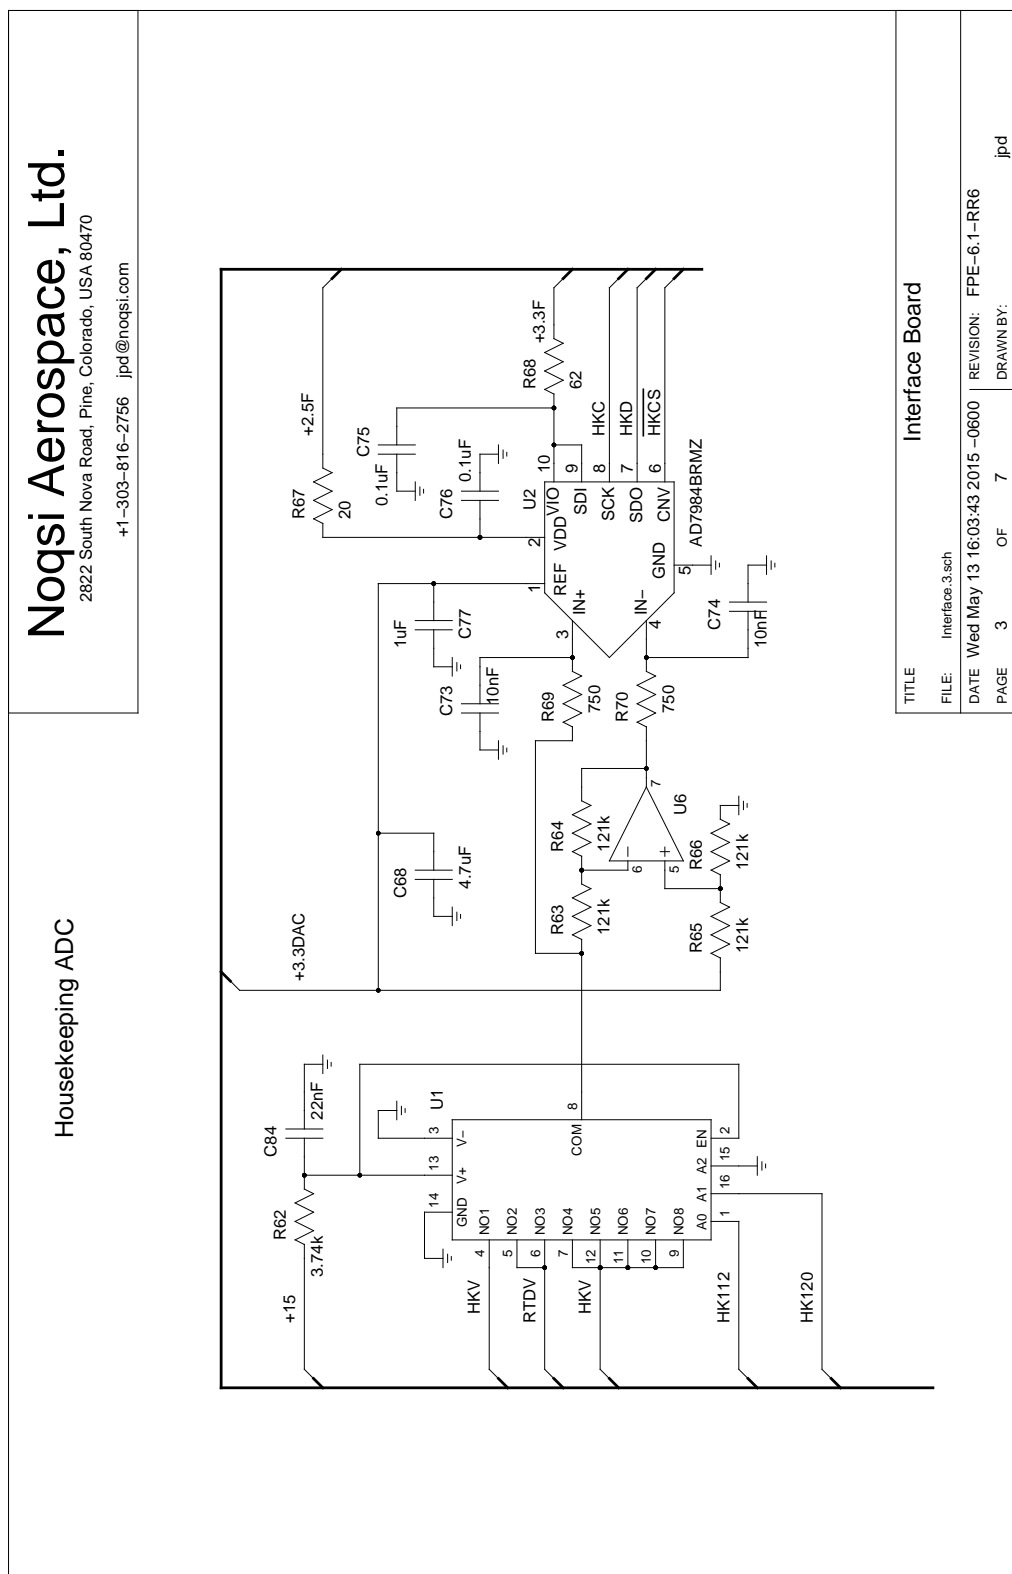 Noqsi Aerospace, Ltd.
2822 South Nova Road, Pine, Colorado, USA 80470
+1−303−816−2756 jpd@noqsi.com
Housekeeping ADC
+15
R62
3.74k
C84
22nF
U1
GND
14
V+
13
V−
3
NO1
4
NO2
5
NO3
6
NO4
7
NO5
12
NO6
11
NO7
10
NO8
9
COM
8
A0
1
A1
16
A2
15
EN
2
HKV
RTDV
HKV
HK112
HK120
+3.3DAC
C68
4.7uF
1uF
C77
C73
10nF
R63
121k
R64
121k
R65
121k
R66
121k
6
5
7
U6
R69
750
R70
750
C74
10nF
R67
20
+2.5F
C75
0.1uF
C76
0.1uF
R68
62
+3.3F
U2
1
REF
2
VDD
3
IN+
4
IN−
5
GND
10
VIO
9
SDI
8
SCK
7
SDO
6
CNV
AD7984BRMZ
HKC
HKD
HKCS
TITLE
Interface Board
FILE: Interface.3.sch
REVISION: FPE−6.1−RR6
DATE Wed May 13 16:03:43 2015 −0600
PAGE 3 OF 7
DRAWN BY: jpd